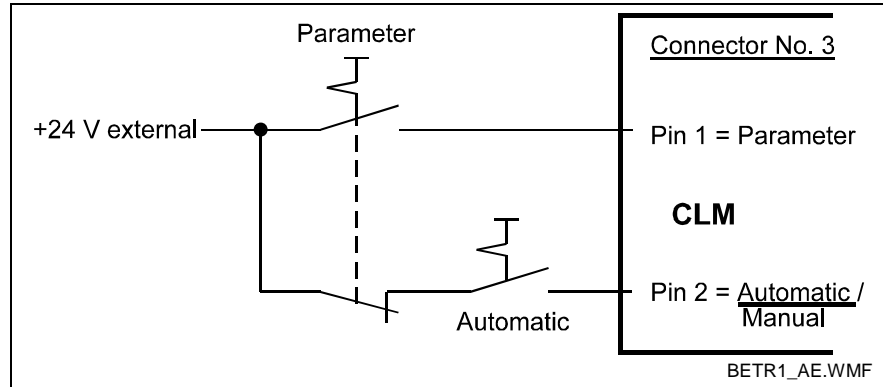 Parameter
Connector No. 3
+24 V external
Pin 1 = Parameter
CLM
Pin 2 = Automatic /
Manual
Automatic
BETR1_AE.WMF